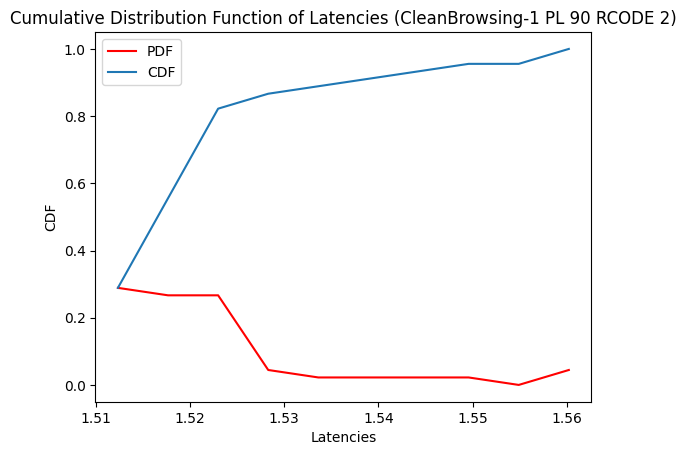 Cumulative Distribution Function of Latencies (CleanBrowsing-1 PL 90 RCODE 2)
PDF
CDF
1.0
0.8
0.6
0.4
0.2
0.0
CDF
1.51 1.52 1.53 1.54 1.55 1.56
Latencies